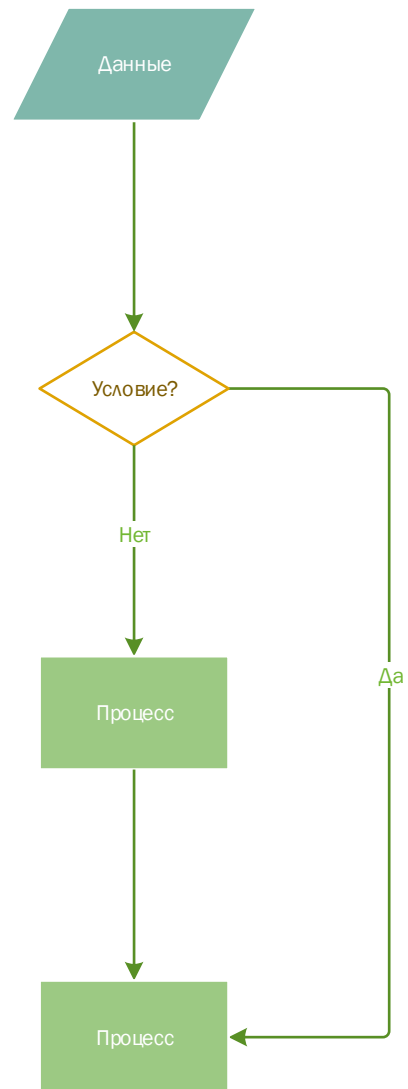 Данные
Условие?
Нет
Да
Процесс
Процесс